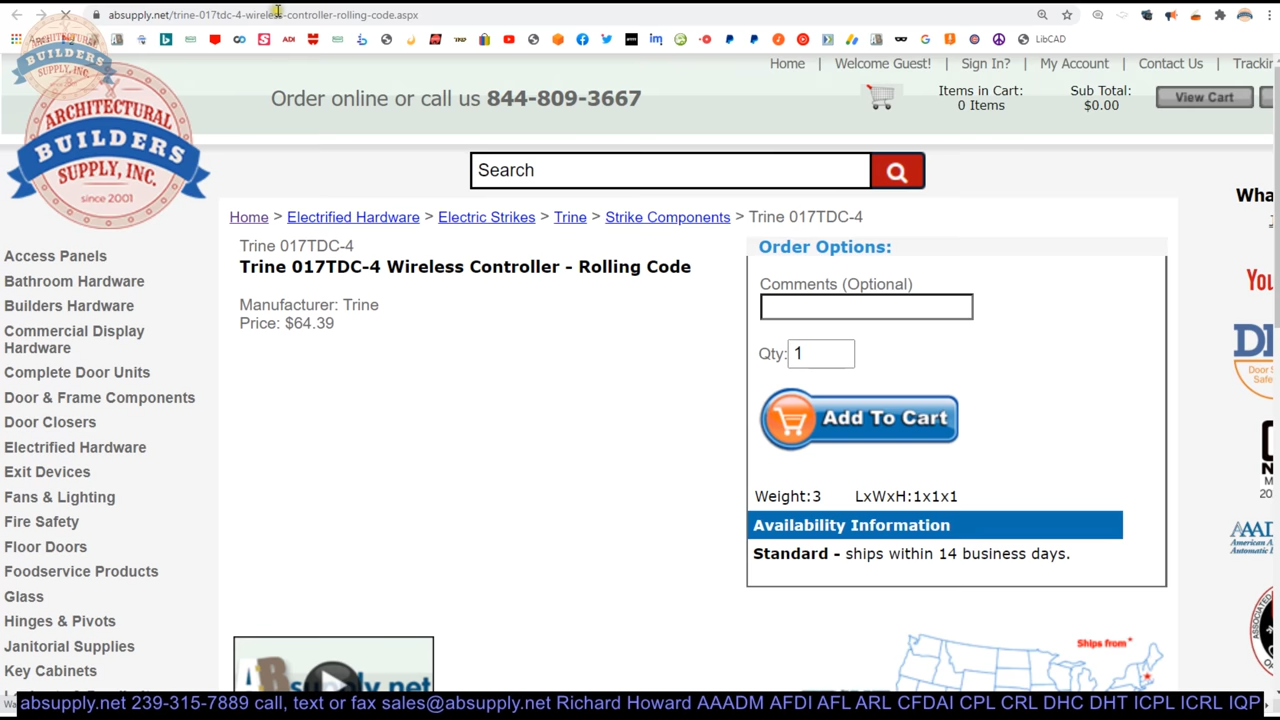 absupply.net/trine-017tdc-4-wireless-controller-rolling-code.aspx
LibCAD
Home | Welcome Guest! | Sign In? | My Account | Contact Us |
Order online or call us 844-809-3667
Items in Cart:
0 Items
Sub Total:
$0.00
View Cart
ARCHITECTURAL
BUILDERS
SUPPLY, INC.
since 2001
Search
Home > Electrified Hardware > Electric Strikes > Trine > Strike Components > Trine 017TDC-4
Trine 017TDC-4
Trine 017TDC-4 Wireless Controller - Rolling Code
Manufacturer: Trine
Price: $64.39
Order Options:
Comments (Optional)
Qty: 1
Add To Cart
Weight:3 LxWxH:1x1x1
Availability Information
Standard - ships within 14 business days.
Ships from*
Access Panels
Bathroom Hardware
Builders Hardware
Commercial Display
Hardware
Complete Door Units
Door & Frame Components
Door Closers
Electrified Hardware
Exit Devices
Fans & Lighting
Fire Safety
Floor Doors
Foodservice Products
Glass
Hinges & Pivots
Janitorial Supplies
Key Cabinets
absupply.net 239-315-7889 call, text or fax sales@absupply.net Richard Howard AAADM AFDI AFL ARL CFDAI CPL CRL DHC DHT ICPL ICRL IQP